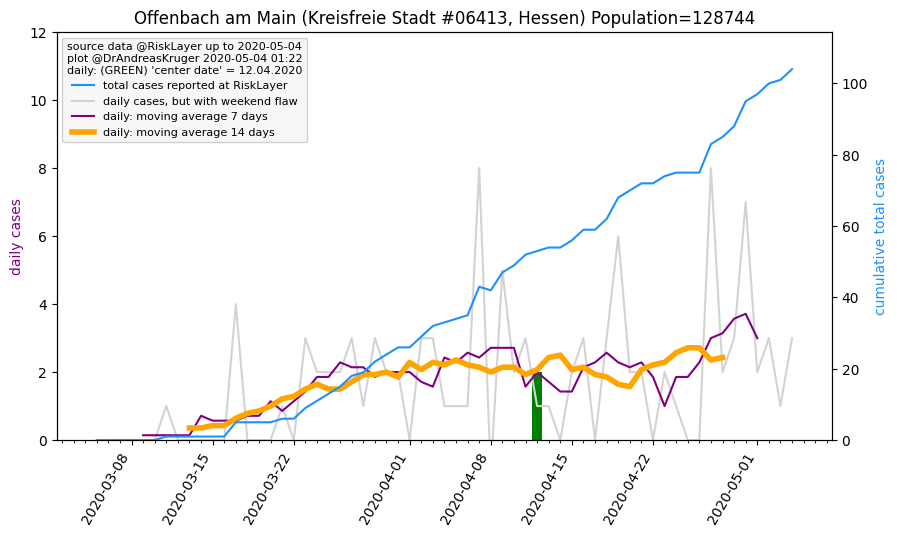 Offenbach am Main (Kreisfreie Stadt #06413, Hessen) Population=128744
source data @RiskLayer up to 2020-05-04
plot @DrAndreasKruger 2020-05-04 01:22
daily: (GREEN) 'center date' = 12.04.2020
total cases reported at RiskLayer
daily cases, but with weekend flaw
daily: moving average 7 days
daily: moving average 14 days
daily cases
12
10
8
6
4
2
0
100
80
60
40
20
0
cumulative total cases
2020-03-08
2020-03-15
2020-03-22
2020-04-01
2020-04-08
2020-04-15
2020-04-22
2020-05-01